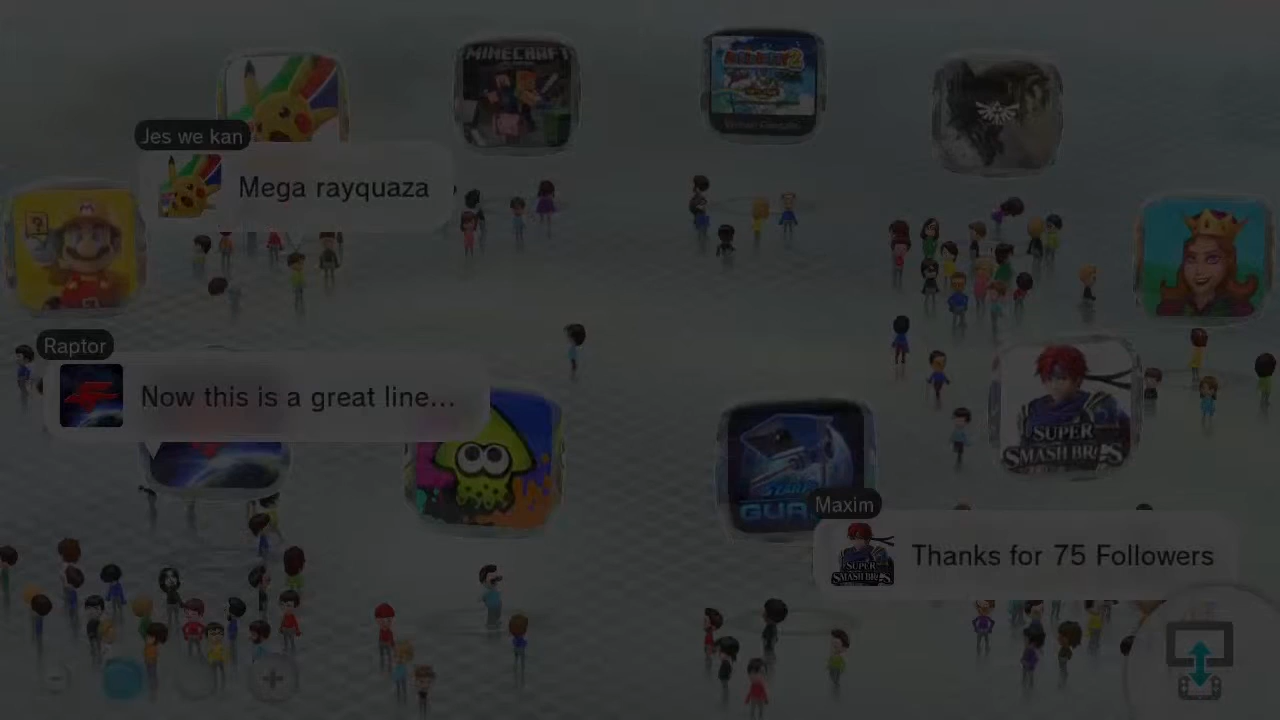 MINECRAFT
Jes we kan
Mega rayquaza
Raptor
Now this is a great line...
SUPER
SMASH BROS
Maxim
SUPER
SMASH BROS
Thanks for 75 Followers